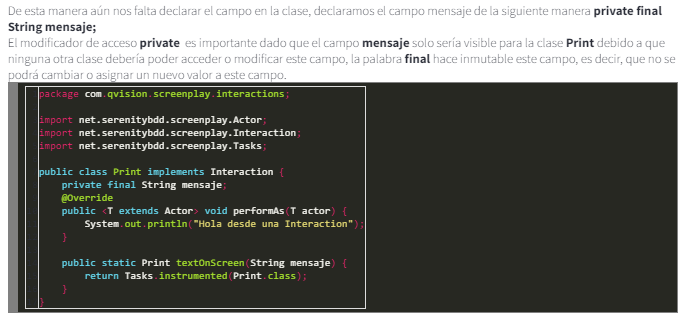 De esta manera aún nos falta declarar el campo en la clase, declaramos el campo mensaje de la siguiente manera private final
String mensaje;
El modificador de acceso private es importante dado que el campo mensaje solo sería visible para la clase Print debido a que
ninguna otra clase debería poder acceder o modificar este campo, la palabra final hace inmutable este campo, es decir, que no se
podrá cambiar o asignar un nuevo valor a este campo.
package com.qvision.screenplay.interactions;
import net.serenitybdd.screenplay.Actor;
import net.serenitybdd.screenplay.Interaction;
import net.serenitybdd.screenplay.Tasks;
public class Print implements Interaction {
private final String mensaje;
@Override
public <T extends Actor> void performAs(T actor) {
System.out.println("Hola desde una Interaction");
}
public static Print textOnScreen(String mensaje) {
return Tasks.instrumented(Print.class);
}
}